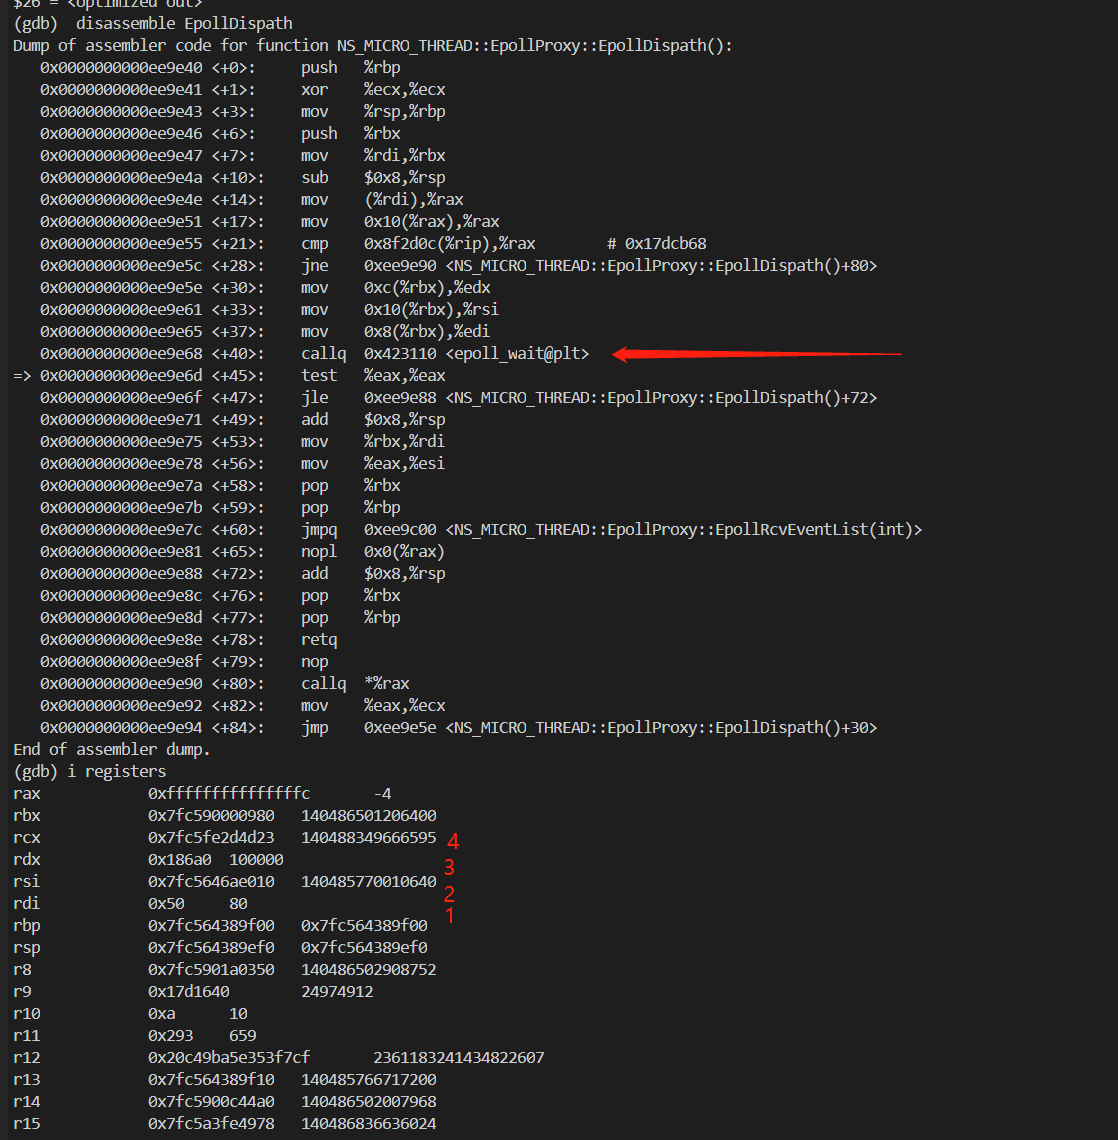 $26 = <optimized out>
(gdb)  disassemble EpollDispath
Dump of assembler code for function NS_MICRO_THREAD::EpollProxy::EpollDispath():
   0x0000000000ee9e40 <+0>:	push   %rbp
   0x0000000000ee9e41 <+1>:	xor    %ecx,%ecx
   0x0000000000ee9e43 <+3>:	mov    %rsp,%rbp
   0x0000000000ee9e46 <+6>:	push   %rbx
   0x0000000000ee9e47 <+7>:	mov    %rdi,%rbx
   0x0000000000ee9e4a <+10>:	sub    $0x8,%rsp
   0x0000000000ee9e4e <+14>:	mov    (%rdi),%rax
   0x0000000000ee9e51 <+17>:	mov    0x10(%rax),%rax
   0x0000000000ee9e55 <+21>:	cmp    0x8f2d0c(%rip),%rax        # 0x17dcb68
   0x0000000000ee9e5c <+28>:	jne    0xee9e90 <NS_MICRO_THREAD::EpollProxy::EpollDispath()+80>
   0x0000000000ee9e5e <+30>:	mov    0xc(%rbx),%edx
   0x0000000000ee9e61 <+33>:	mov    0x10(%rbx),%rsi
   0x0000000000ee9e65 <+37>:	mov    0x8(%rbx),%edi
   0x0000000000ee9e68 <+40>:	callq  0x423110 <epoll_wait@plt>
=> 0x0000000000ee9e6d <+45>:	test   %eax,%eax
   0x0000000000ee9e6f <+47>:	jle    0xee9e88 <NS_MICRO_THREAD::EpollProxy::EpollDispath()+72>
   0x0000000000ee9e71 <+49>:	add    $0x8,%rsp
   0x0000000000ee9e75 <+53>:	mov    %rbx,%rdi
   0x0000000000ee9e78 <+56>:	mov    %eax,%esi
   0x0000000000ee9e7a <+58>:	pop    %rbx
   0x0000000000ee9e7b <+59>:	pop    %rbp
   0x0000000000ee9e7c <+60>:	jmpq   0xee9c00 <NS_MICRO_THREAD::EpollProxy::EpollRcvEventList(int)>
   0x0000000000ee9e81 <+65>:	nopl   0x0(%rax)
   0x0000000000ee9e88 <+72>:	add    $0x8,%rsp
   0x0000000000ee9e8c <+76>:	pop    %rbx
   0x0000000000ee9e8d <+77>:	pop    %rbp
   0x0000000000ee9e8e <+78>:	retq
   0x0000000000ee9e8f <+79>:	nop
   0x0000000000ee9e90 <+80>:	callq  *%rax
   0x0000000000ee9e92 <+82>:	mov    %eax,%ecx
   0x0000000000ee9e94 <+84>:	jmp    0xee9e5e <NS_MICRO_THREAD::EpollProxy::EpollDispath()+30>
End of assembler dump.
(gdb) i registers
rax            0xfffffffffffffffc	-4
rbx            0x7fc590000980	140486501206400
rcx            0x7fc5fe2d4d23	140488349666595 4
rdx            0x186a0	100000 3
rsi            0x7fc5646ae010	140485770010640 2
rdi            0x50	80 1
rbp            0x7fc564389f00	0x7fc564389f00
rsp            0x7fc564389ef0	0x7fc564389ef0
r8             0x7fc5901a0350	140486502908752
r9             0x17d1640	24974912
r10            0xa	10
r11            0x293	659
r12            0x20c49ba5e353f7cf	2361183241434822607
r13            0x7fc564389f10	140485766717200
r14            0x7fc5900c44a0	140486502007968
r15            0x7fc5a3fe4978	140486836636024